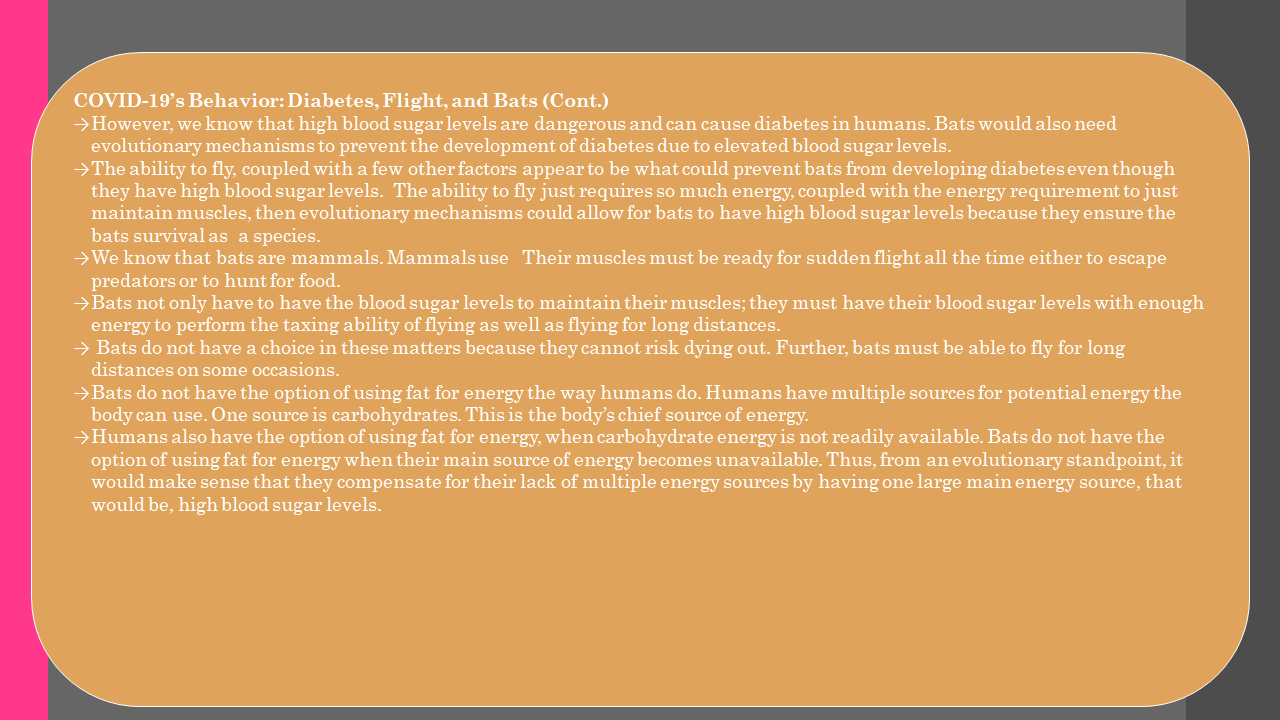 COVID-19's Behavior: Diabetes, Flight, and Bats (Cont.)
→However, we know that high blood sugar levels are dangerous and can cause diabetes in humans. Bats would also need
evolutionary mechanisms to prevent the development of diabetes due to elevated blood sugar levels.
→The ability to fly, coupled with a few other factors appear to be what could prevent bats from developing diabetes even though
they have high blood sugar levels.  The ability to fly just requires so much energy, coupled with the energy requirement to just
maintain muscles, then evolutionary mechanisms could allow for bats to have high blood sugar levels because they ensure the
bats survival as  a species.
→We know that bats are mammals. Mammals use   Their muscles must be ready for sudden flight all the time either to escape
predators or to hunt for food.
→Bats not only have to have the blood sugar levels to maintain their muscles; they must have their blood sugar levels with enough
energy to perform the taxing ability of flying as well as flying for long distances.
→ Bats do not have a choice in these matters because they cannot risk dying out. Further, bats must be able to fly for long
distances on some occasions.
→Bats do not have the option of using fat for energy the way humans do. Humans have multiple sources for potential energy the
body can use. One source is carbohydrates. This is the body's chief source of energy.
→Humans also have the option of using fat for energy, when carbohydrate energy is not readily available. Bats do not have the
option of using fat for energy when their main source of energy becomes unavailable. Thus, from an evolutionary standpoint, it
would make sense that they compensate for their lack of multiple energy sources by having one large main energy source, that
would be, high blood sugar levels.